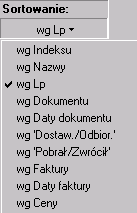 Sortowanie:
wg Lp
wg Indeksu
wg Nazwy
wg Lp
wg Dokumentu
wg Daty dokumentu
wg 'Dostaw./Odbior.'
wg 'Pobrał/Zwrócił'
wg Faktury
wg Daty faktury
wg Ceny